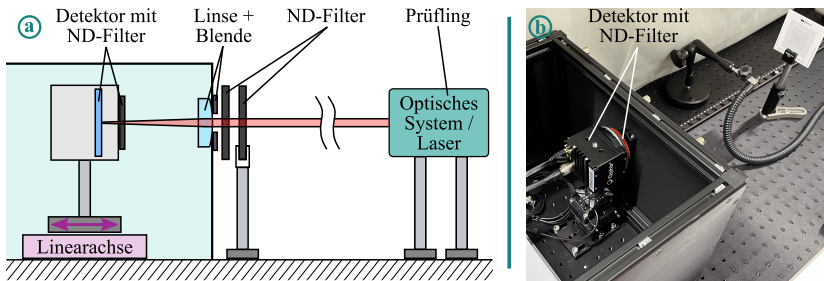 a
Detektor mit
ND-Filter
Linse +
Blende
ND-Filter
Prüfling
Optisches
System /
Laser
Linearachse
b
Detektor mit
ND-Filter